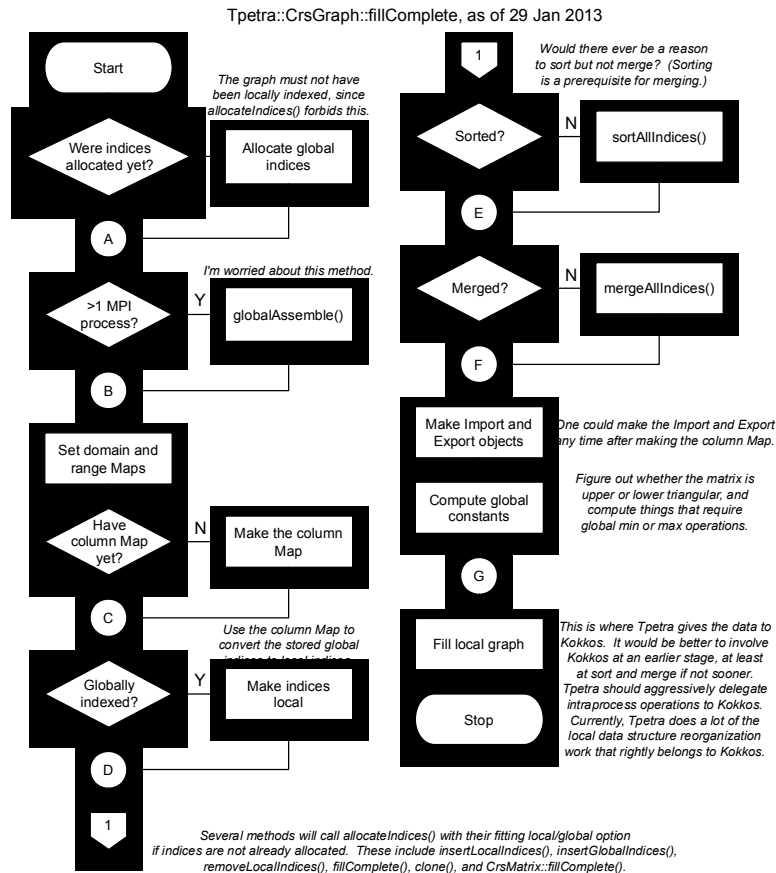 Tpetra::CrsGraph::fillComplete, as of 29 Jan 2013
Start
The graph must not have
been locally indexed, since
allocateIndices() forbids this.
Were indices
allocated yet?
Allocate global
indices
A
I'm worried about this method.
>1 MPI
process?
Y
globalAssemble()
B
Set domain and
range Maps
Have
column Map
yet?
N
Make the column
Map
C
Use the column Map to
convert the stored global
indices to local indices
Globally
indexed?
Y
Make indices
local
D
1
1
Would there ever be a reason
to sort but not merge? (Sorting
is a prerequisite for merging.)
Sorted?
N
sortAllIndices()
E
Merged?
N
mergeAllIndices()
F
Make Import and
Export objects
One could make the Import and Export
any time after making the column Map.
Compute global
constants
Figure out whether the matrix is
upper or lower triangular, and
compute things that require
global min or max operations.
G
Fill local graph
This is where Tpetra gives the data to
Kokkos. It would be better to involve
Kokkos at an earlier stage, at least
at sort and merge if not sooner.
Tpetra should aggressively delegate
intraprocess operations to Kokkos.
Currently, Tpetra does a lot of the
local data structure reorganization
work that rightly belongs to Kokkos.
Stop
Several methods will call allocateIndices() with their fitting local/global option
if indices are not already allocated. These include insertLocalIndices(), insertGlobalIndices(),
removeLocalIndices(), fillComplete(), clone(), and CrsMatrix::fillComplete().